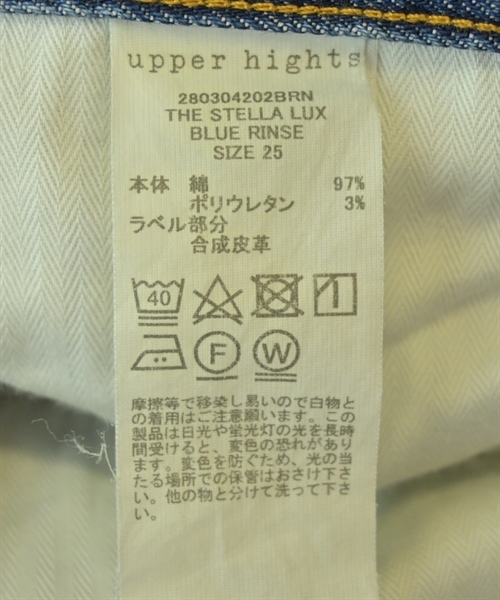 upper hights
280304202BRN
THE STELLA LUX
BLUE RINSE
SIZE 25
本体 綿 97%
ポリウレタン 3%
ラベル部分
合成皮革
40
F W
摩擦等で移染し易いので白物と
の着用はご注意願います。この
製品は日光や蛍光灯の光を長時
間受けると、変色の恐れがあり
ます。変色を防ぐため、光の当
たる場所での保管はおさけ下さ
い。他の物と分けて洗って下さ
い。